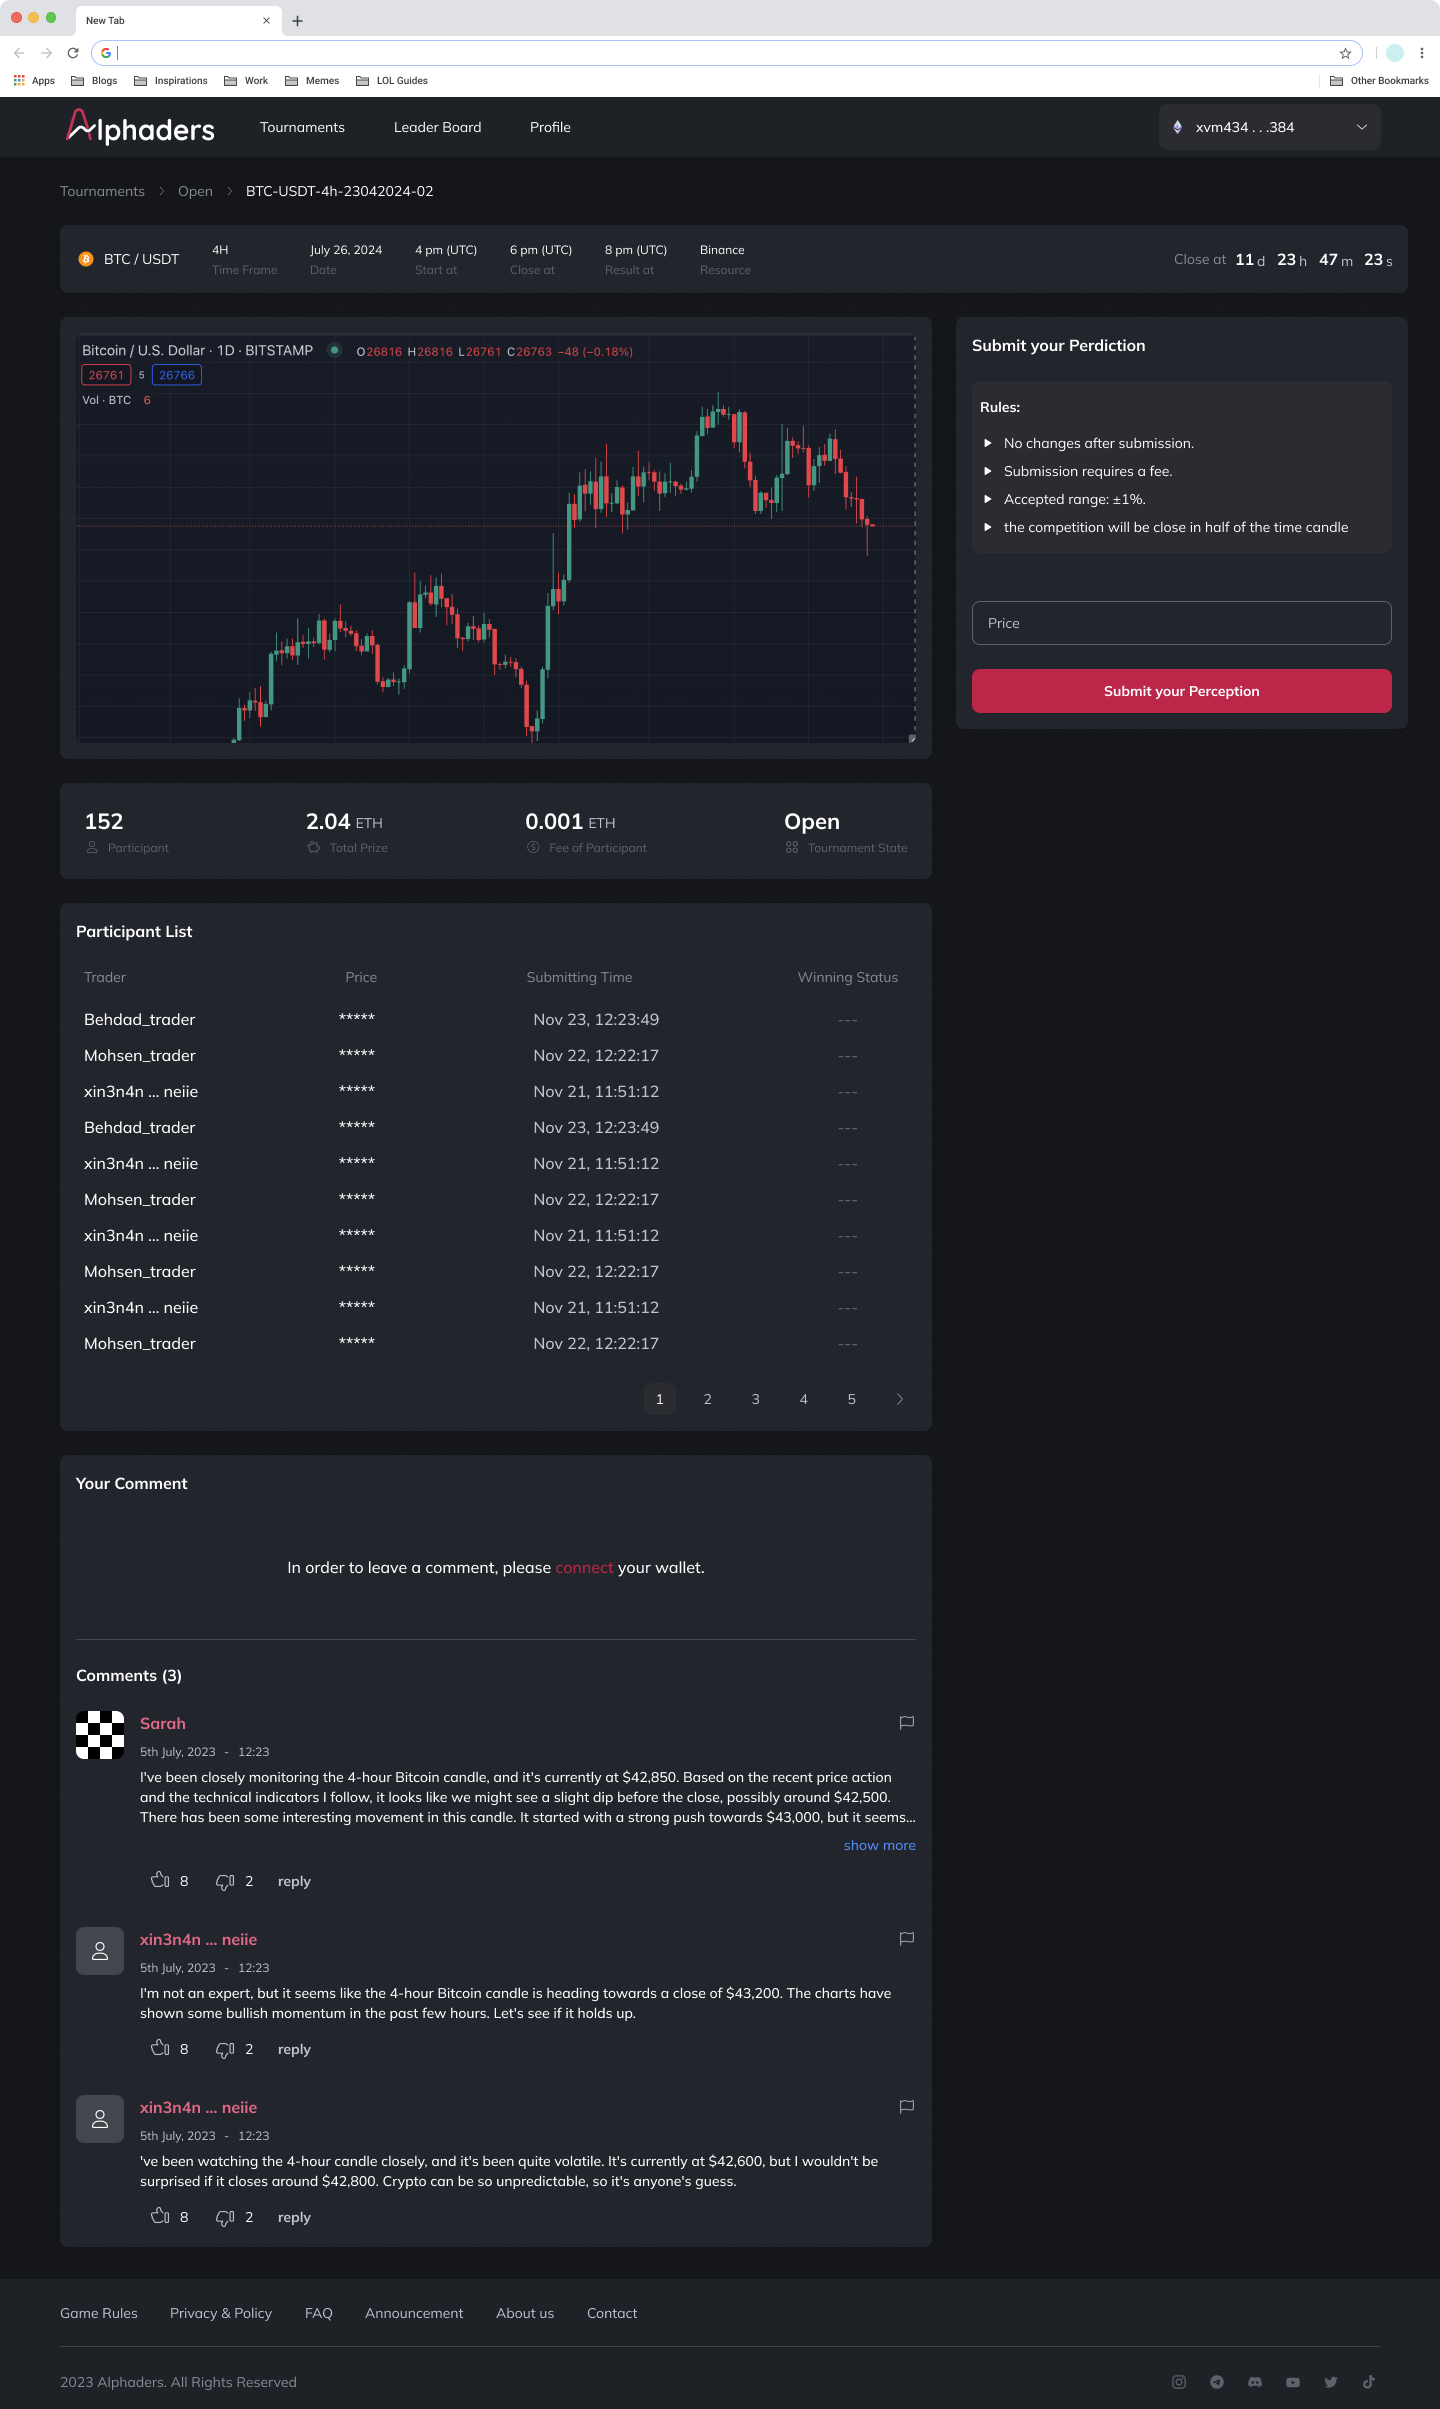 New Tab
Apps Blogs Inspirations Work Memes LOL Guides Other Bookmarks
Alphaders Tournaments Leader Board Profile xvm434 . . .384
Tournaments Open BTC-USDT-4h-23042024-02
BTC / USDT
4H July 26, 2024 4 pm (UTC) 6 pm (UTC) 8 pm (UTC) Binance
Time Frame Date Start at Close at Result at Resource
Close at 11 d 23 h 47 m 23 s
Bitcoin / U.S. Dollar · 1D · BITSTAMP O26816 H26816 L26761 C26763 −48 (−0.18%)
26761 5 26766
Vol · BTC 6
Submit your Perdiction
Rules:
No changes after submission.
Submission requires a fee.
Accepted range: ±1%.
the competition will be close in half of the time candle
Price
Submit your Perception
152 2.04 ETH 0.001 ETH Open
Participant Total Prize Fee of Participant Tournament State
Participant List
Trader Price Submitting Time Winning Status
Behdad_trader ***** Nov 23, 12:23:49 ---
Mohsen_trader ***** Nov 22, 12:22:17 ---
xin3n4n ... neiie ***** Nov 21, 11:51:12 ---
Behdad_trader ***** Nov 23, 12:23:49 ---
xin3n4n ... neiie ***** Nov 21, 11:51:12 ---
Mohsen_trader ***** Nov 22, 12:22:17 ---
xin3n4n ... neiie ***** Nov 21, 11:51:12 ---
Mohsen_trader ***** Nov 22, 12:22:17 ---
xin3n4n ... neiie ***** Nov 21, 11:51:12 ---
Mohsen_trader ***** Nov 22, 12:22:17 ---
1 2 3 4 5
Your Comment
In order to leave a comment, please connect your wallet.
Comments (3)
Sarah
5th July, 2023 - 12:23
I've been closely monitoring the 4-hour Bitcoin candle, and it's currently at $42,850. Based on the recent price action
and the technical indicators I follow, it looks like we might see a slight dip before the close, possibly around $42,500.
There has been some interesting movement in this candle. It started with a strong push towards $43,000, but it seems...
show more
8 2 reply
xin3n4n ... neiie
5th July, 2023 - 12:23
I'm not an expert, but it seems like the 4-hour Bitcoin candle is heading towards a close of $43,200. The charts have
shown some bullish momentum in the past few hours. Let's see if it holds up.
8 2 reply
xin3n4n ... neiie
5th July, 2023 - 12:23
've been watching the 4-hour candle closely, and it's been quite volatile. It's currently at $42,600, but I wouldn't be
surprised if it closes around $42,800. Crypto can be so unpredictable, so it's anyone's guess.
8 2 reply
Game Rules Privacy & Policy FAQ Announcement About us Contact
2023 Alphaders. All Rights Reserved